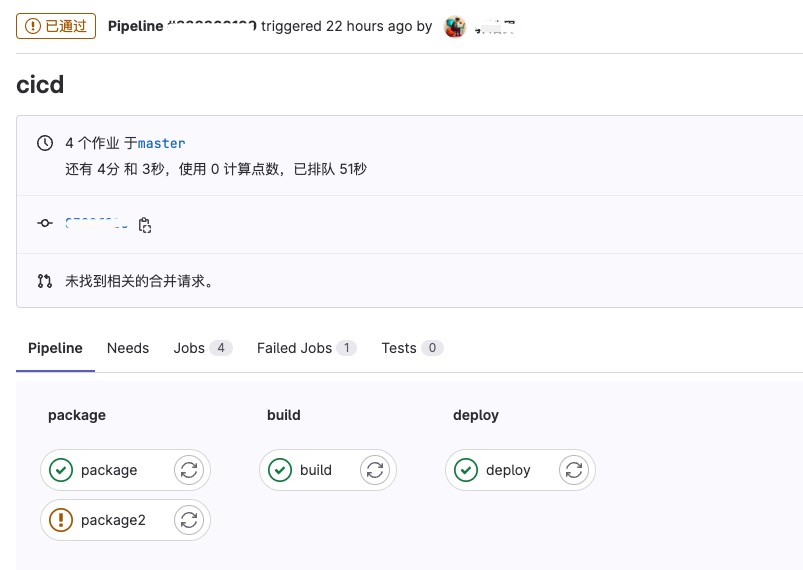 已通过 Pipeline triggered 22 hours ago by
cicd
4 个作业 于master
还有 4分 和 3秒，使用 0 计算点数，已排队 51秒
未找到相关的合并请求。
Pipeline Needs Jobs 4 Failed Jobs 1 Tests 0
package build deploy
package build deploy
package2